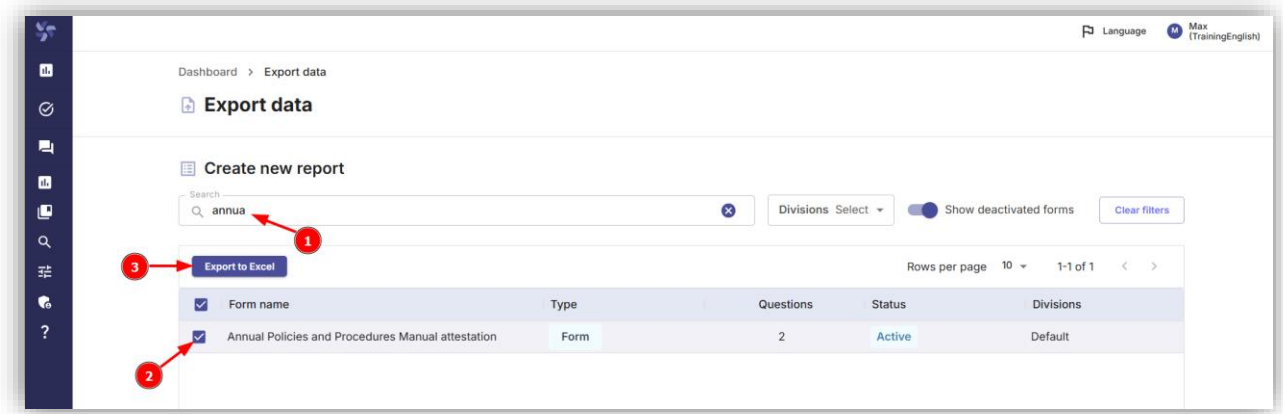 Language
M
Max
(TrainingEnglish)
Dashboard > Export data
Export data
Create new report
Search
annua
Divisions Select
Show deactivated forms
Clear filters
1
3
Export to Excel
Rows per page 10 1-1 of 1 < >
Form name Type Questions Status Divisions
Annual Policies and Procedures Manual attestation Form 2 Active Default
?
2